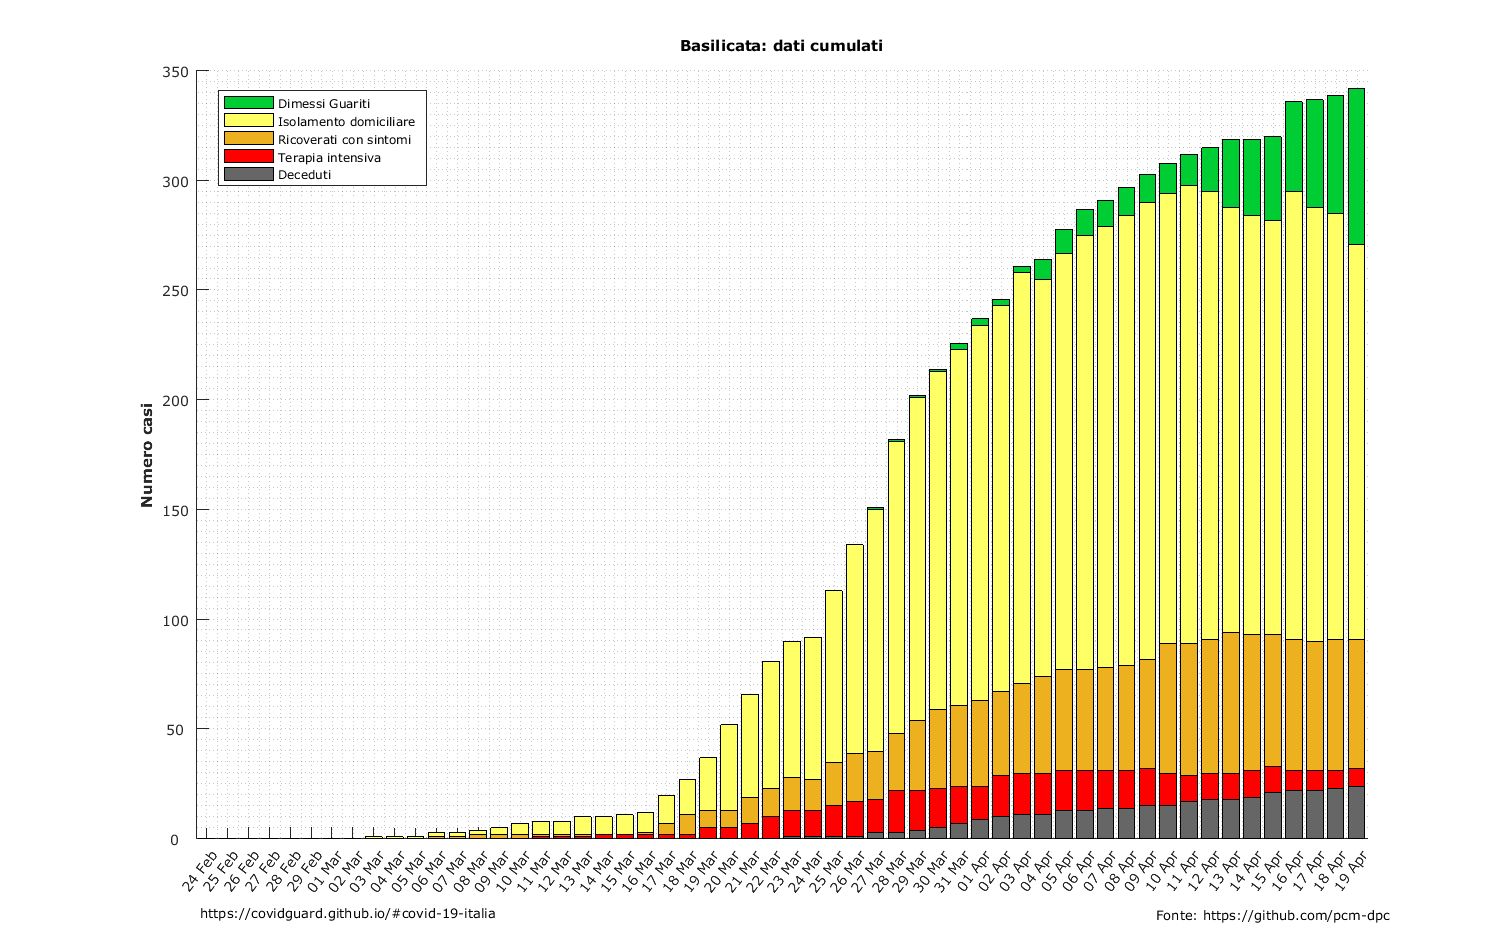 Basilicata: dati cumulati
350
300
250
200
150
100
50
0
Numero casi
Dimessi Guariti
Isolamento domiciliare
Ricoverati con sintomi
Terapia intensiva
Deceduti
24 Feb
25 Feb
26 Feb
27 Feb
28 Feb
29 Feb
01 Mar
02 Mar
03 Mar
04 Mar
05 Mar
06 Mar
07 Mar
08 Mar
09 Mar
10 Mar
11 Mar
12 Mar
13 Mar
14 Mar
15 Mar
16 Mar
17 Mar
18 Mar
19 Mar
20 Mar
21 Mar
22 Mar
23 Mar
24 Mar
25 Mar
26 Mar
27 Mar
28 Mar
29 Mar
30 Mar
31 Mar
01 Apr
02 Apr
03 Apr
04 Apr
05 Apr
06 Apr
07 Apr
08 Apr
09 Apr
10 Apr
11 Apr
12 Apr
13 Apr
14 Apr
15 Apr
16 Apr
17 Apr
18 Apr
19 Apr
https://covidguard.github.io/#covid-19-italia
Fonte: https://github.com/pcm-dpc